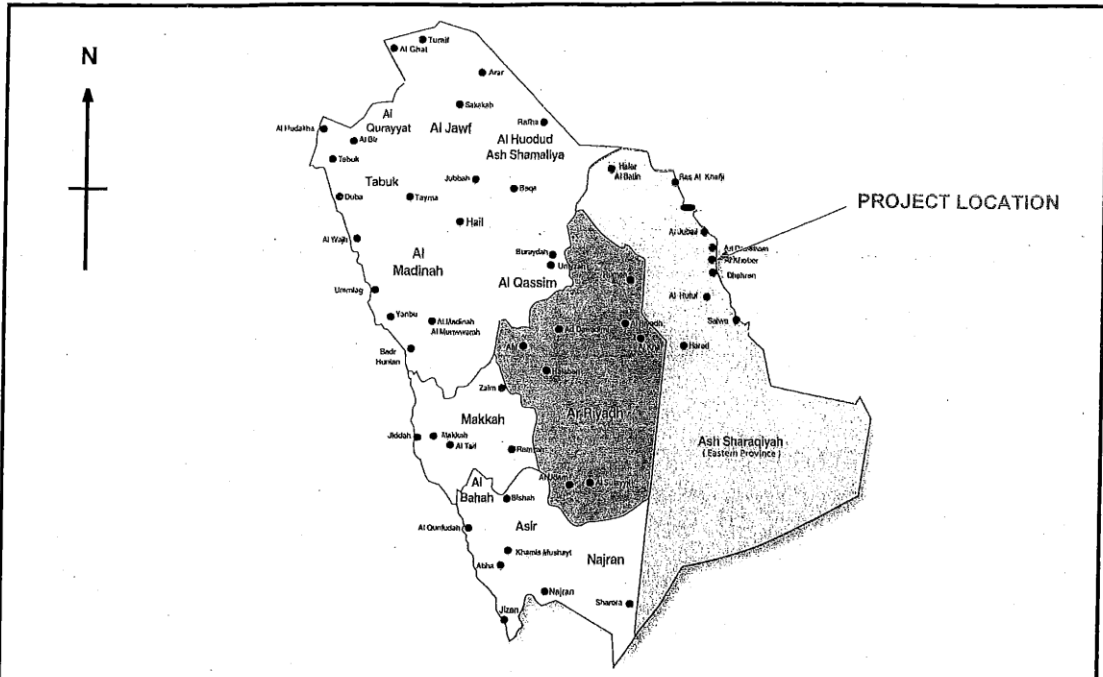 N
Turaif
Al Ghat
Arar
Sakakah
Al
Qurayyat
Al Jawf
Rafha
Al Hudakha
Al Bir
Al Huodud
Ash Shamaliya
Tabuk
Hafar
Al Batin
Jubbah
Ras Al Khafji
Tabuk
Baqa
Duba
Tayma
PROJECT LOCATION
Hail
Al Jubail
Al Wajh
Al
Madinah
Buraydah
Ad Dammam
Al Khobar
Al Qassim
Dhahran
Ummlag
Al Hufuf
Yanbu
Al Madinah
Al Munawwarah
Salwa
Badr
Hunian
Harad
Zalm
Makkah
Ar Riyadh
Jiddah
Makkah
Al Taif
Ash Sharaqiyah
( Eastern Province )
Al
Bahah
Bishah
Al Qunfudah
Asir
Khamis Mushayt
Najran
Abha
Najran
Sharora
Jizan